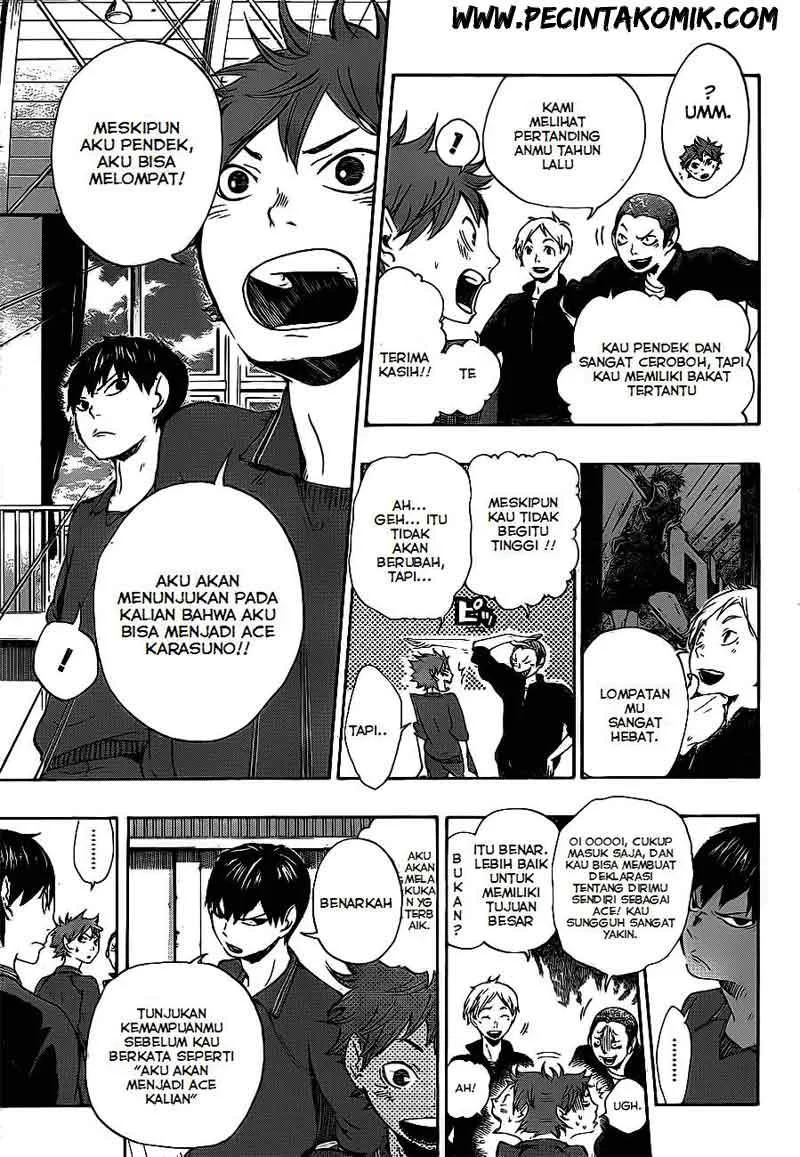 WWW.PECINTAKOMIK.COM
?
UMM.
KAMI
MELIHAT
PERTANDING
ANMU TAHUN
LALU
!
KAU PENDEK DAN
SANGAT CEROBOH, TAPI
KAU MEMILIKI BAKAT
TERTANTU
TE
TERIMA
KASIH!!
LOMPATAN
MU
SANGAT
HEBAT.
MESKIPUN
KAU TIDAK
BEGITU
TINGGI !!
AH...
GEH... ITU
TIDAK
AKAN
BERUBAH,
TAPI...
ピッ
TAPI..
MESKIPUN
AKU PENDEK,
AKU BISA
MELOMPAT!
AKU AKAN
MENUNJUKAN PADA
KALIAN BAHWA AKU
BISA MENJADI ACE
KARASUNO!!
!
........
OI OOOOI, CUKUP
MASUK SAJA, DAN
KAU BISA MEMBUAT
DEKLARASI
TENTANG DIRIMU
SENDIRI SEBAGAI
ACE! KAU
SUNGGUH SANGAT
YAKIN.
ITU BENAR.
LEBIH BAIK
UNTUK
MEMILIKI
TUJUAN
BESAR
BUKAN?
AH!
UGH.
AKU
AKAN
MELA
KUKA
N YG
TERB
AIK.
BENARKAH
TUNJUKAN
KEMAMPUANMU
SEBELUM KAU
BERKATA SEPERTI
"AKU AKAN
MENJADI ACE
KALIAN"
........